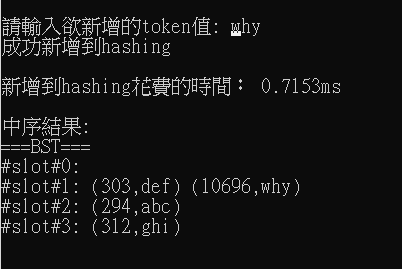 請輸入欲新增的token值: why
成功新增到hashing
新增到hashing花費的時間： 0.7153ms
中序結果:
===BST===
#slot#0:
#slot#1: (303,def) (10696,why)
#slot#2: (294,abc)
#slot#3: (312,ghi)